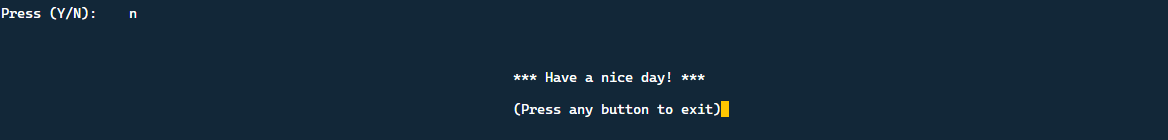 Press (Y/N): n
*** Have a nice day! ***
(Press any button to exit)